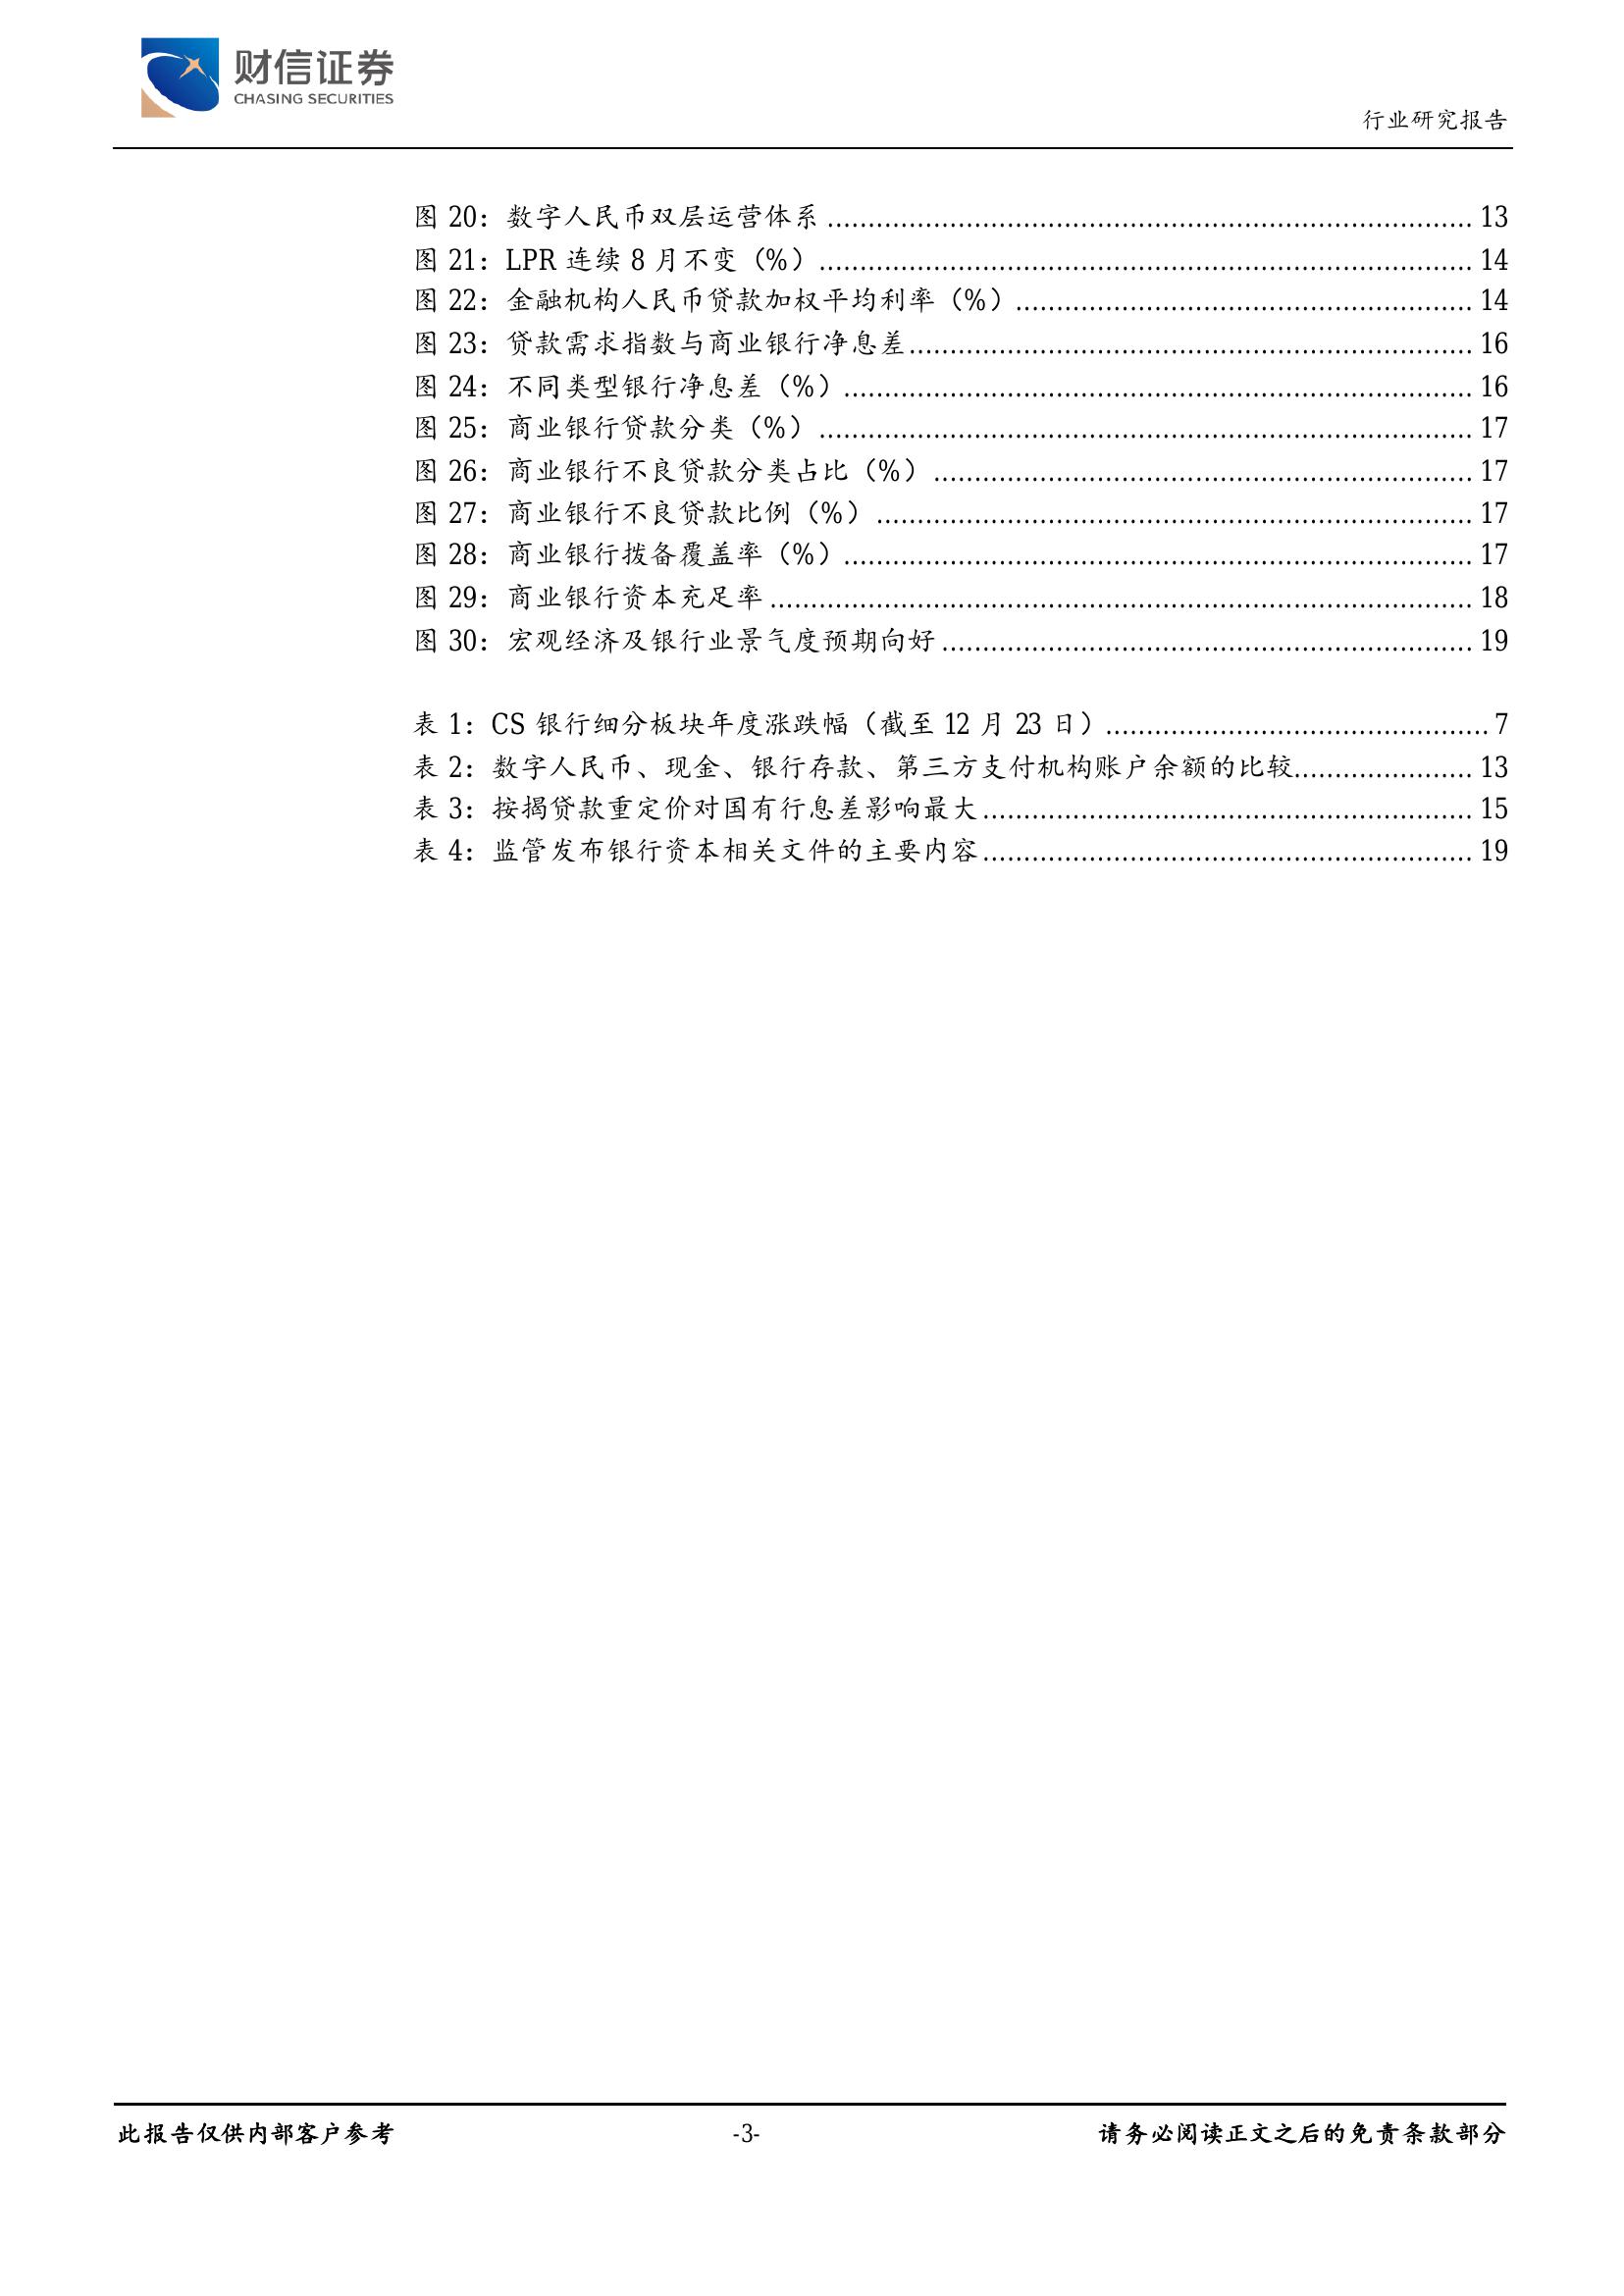 财信证券
CHASING SECURITIES
行业研究报告
图 20：数字人民币双层运营体系 ................................................................................ 13
图 21：LPR 连续 8 月不变（%） ................................................................................. 14
图 22：金融机构人民币贷款加权平均利率（%） ......................................................... 14
图 23：贷款需求指数与商业银行净息差 ...................................................................... 16
图 24：不同类型银行净息差（%） .............................................................................. 16
图 25：商业银行贷款分类（%） ................................................................................. 17
图 26：商业银行不良贷款分类占比（%） ................................................................... 17
图 27：商业银行不良贷款比例（%） .......................................................................... 17
图 28：商业银行拨备覆盖率（%） .............................................................................. 17
图 29：商业银行资本充足率 ....................................................................................... 18
图 30：宏观经济及银行业景气度预期向好 .................................................................. 19
表 1：CS 银行细分板块年度涨跌幅（截至 12 月 23 日） ............................................... 7
表 2：数字人民币、现金、银行存款、第三方支付机构账户余额的比较...................... 13
表 3：按揭贷款重定价对国有行息差影响最大 ............................................................. 15
表 4：监管发布银行资本相关文件的主要内容 ............................................................. 19
此报告仅供内部客户参考
-3-
请务必阅读正文之后的免责条款部分